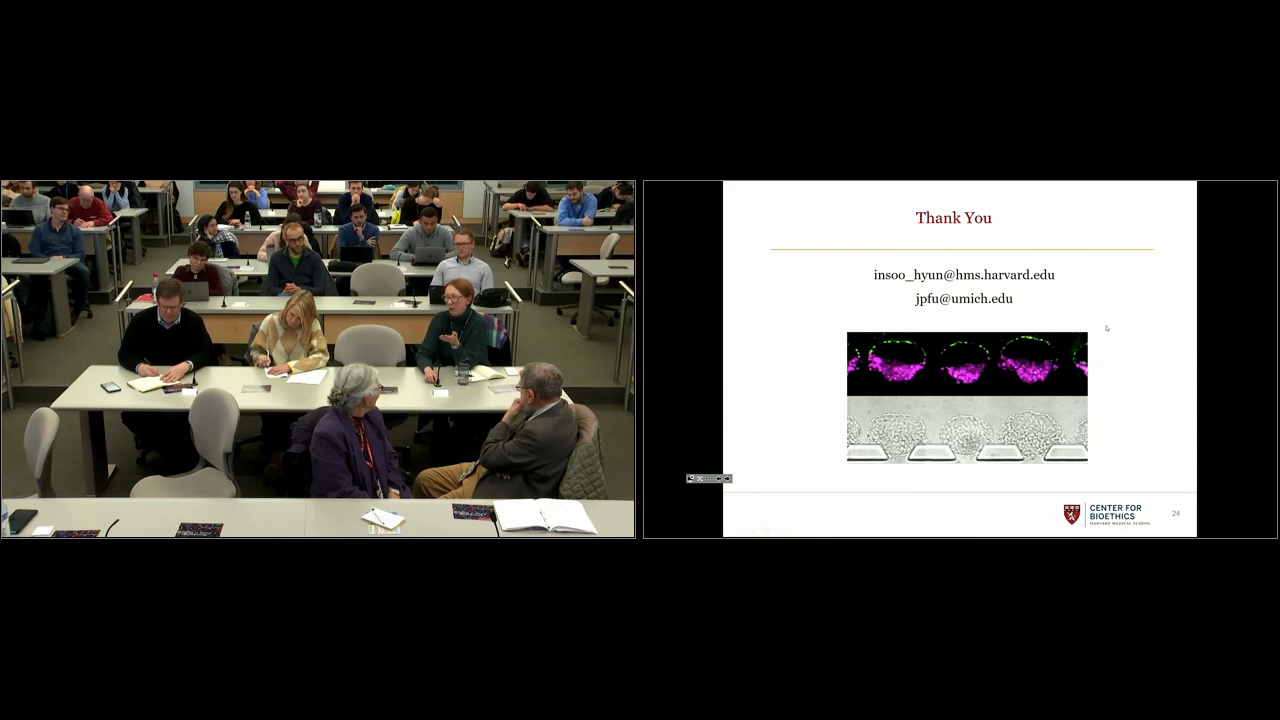 Thank You
insoo_hyun@hms.harvard.edu
jpfu@umich.edu
CENTER FOR
BIOETHICS
HARVARD MEDICAL SCHOOL
24